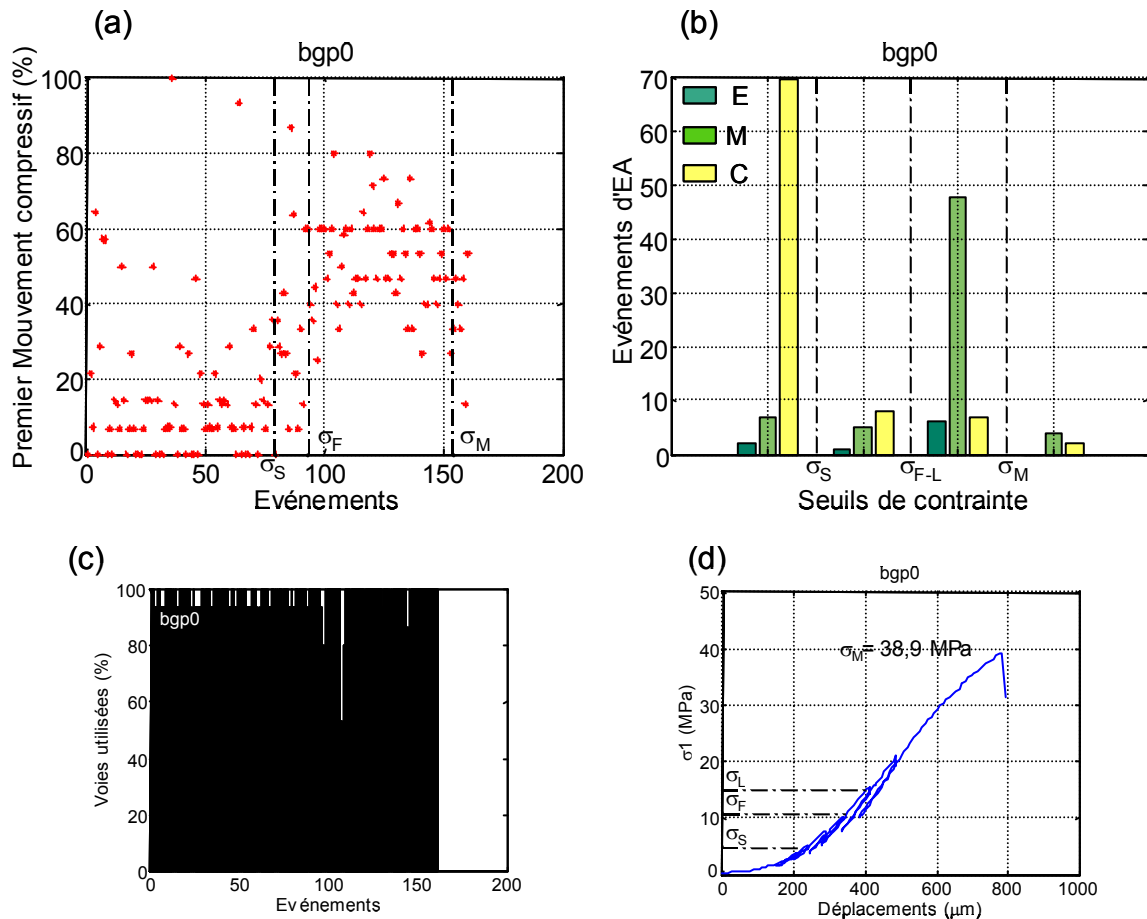 (a)
bgp0
Premier Mouvement compressif (%)
100
80
60
40
20
0
0
50
100
150
200
σS
σF
σM
Evénements
(b)
bgp0
E
M
C
Evénements d'EA
70
60
50
40
30
20
10
0
σS
σF-L
σM
Seuils de contrainte
(c)
bgp0
Voies utilisées (%)
100
80
60
40
20
0
0
50
100
150
200
Evénements
(d)
bgp0
σM= 38,9 MPa
σ1 (MPa)
50
40
30
20
10
0
σL
σF
σS
0
200
400
600
800
1000
Déplacements (µm)